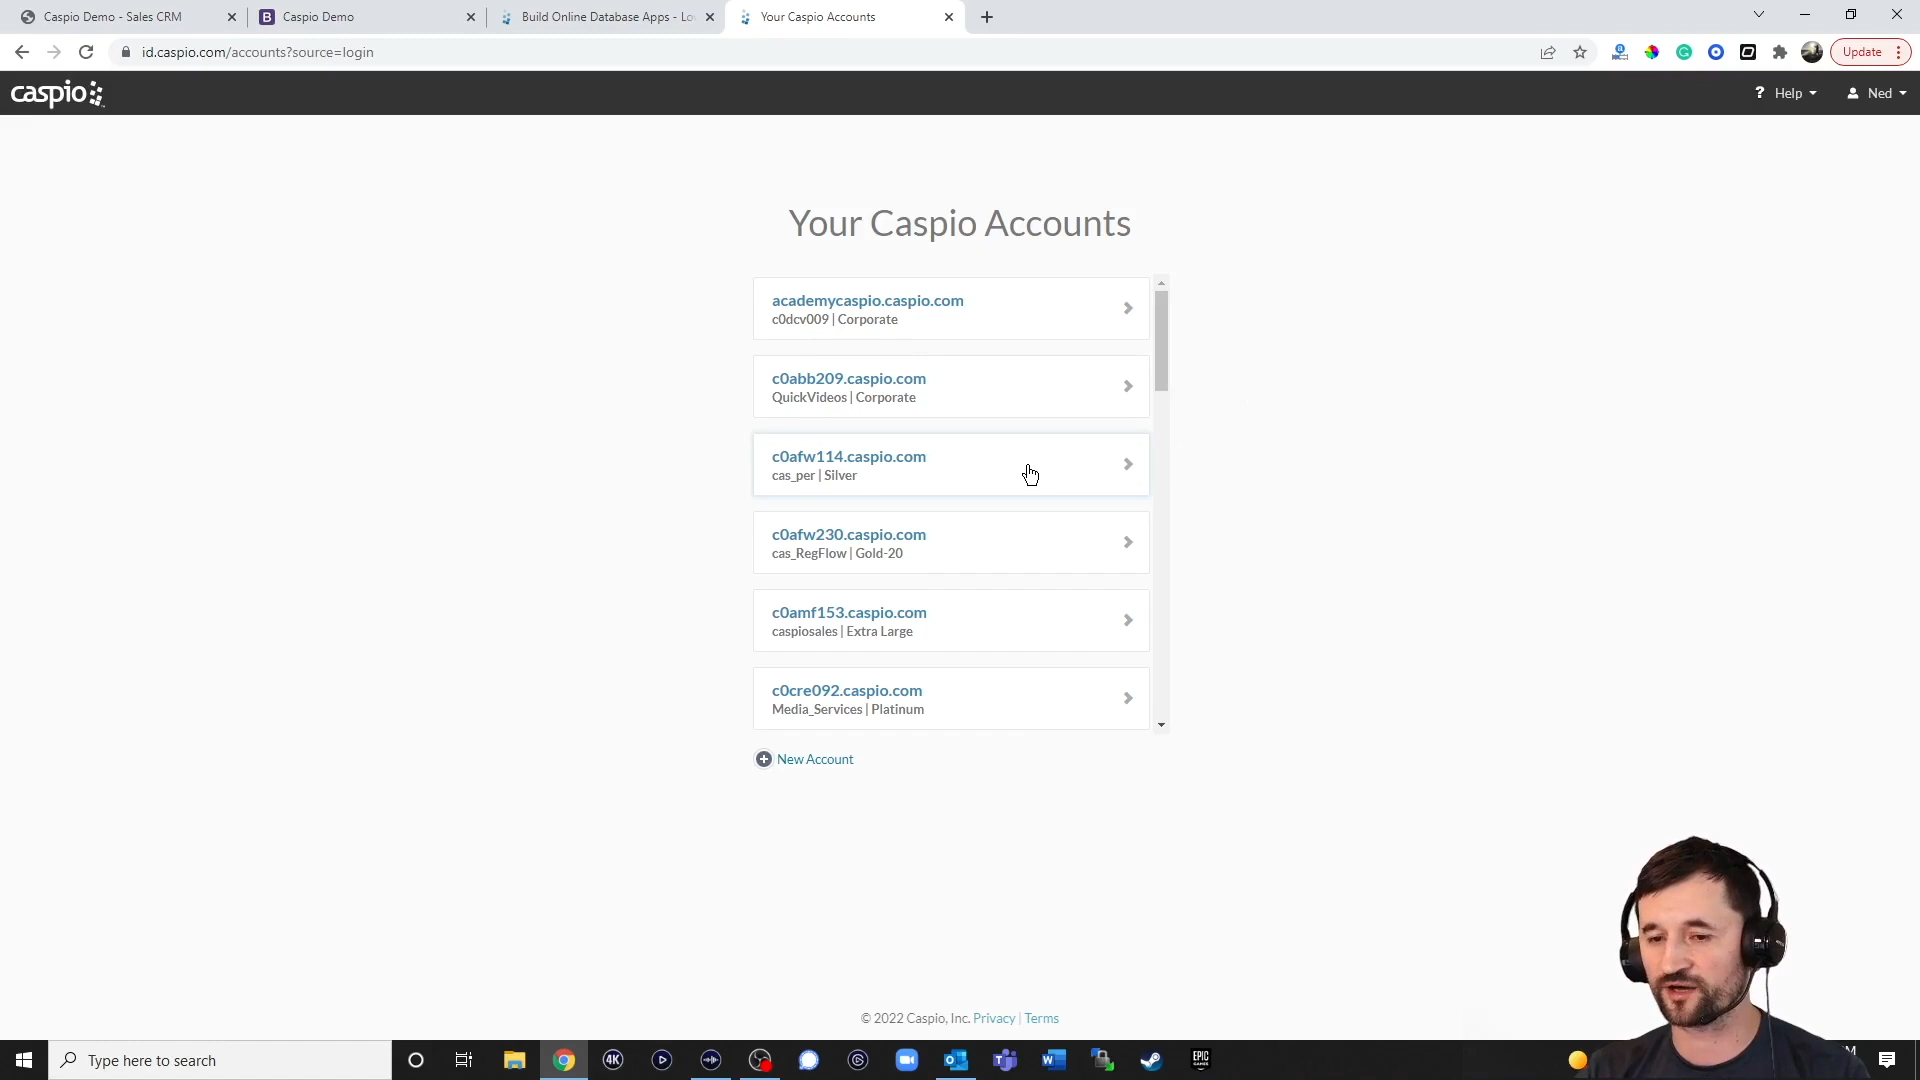 Caspio Demo - Sales CRM
Caspio Demo
Build Online Database Apps - Lo
Your Caspio Accounts
id.caspio.com/accounts?source=login
Update
caspio
? Help
Ned
Your Caspio Accounts
academycaspio.caspio.com
c0dcv009 | Corporate
c0abb209.caspio.com
QuickVideos | Corporate
c0afw114.caspio.com
cas_per | Silver
c0afw230.caspio.com
cas_RegFlow | Gold-20
c0amf153.caspio.com
caspiosales | Extra Large
c0cre092.caspio.com
Media_Services | Platinum
New Account
© 2022 Caspio, Inc. Privacy | Terms
Type here to search
4K
EPIC